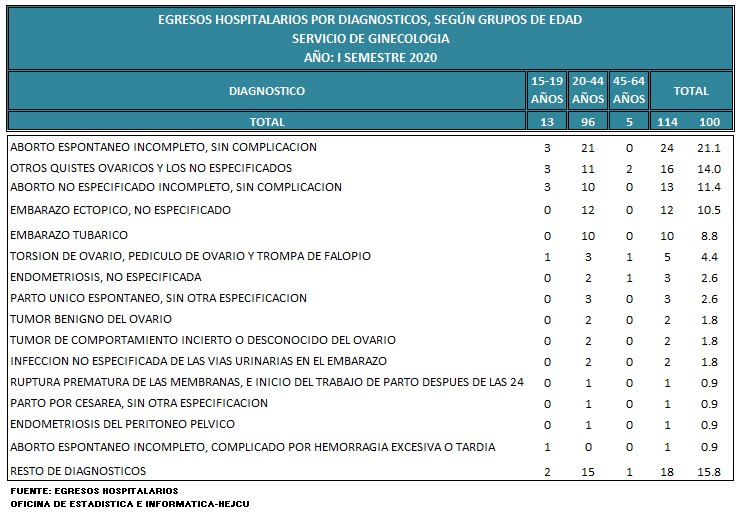 EGRESOS HOSPITALARIOS POR DIAGNOSTICOS, SEGÚN GRUPOS DE EDAD
SERVICIO DE GINECOLOGIA
AÑO: I SEMESTRE 2020
DIAGNOSTICO 15-19 AÑOS 20-44 AÑOS 45-64 AÑOS TOTAL
TOTAL 13 96 5 114 100
ABORTO ESPONTANEO INCOMPLETO, SIN COMPLICACION 3 21 0 24 21.1
OTROS QUISTES OVARICOS Y LOS NO ESPECIFICADOS 3 11 2 16 14.0
ABORTO NO ESPECIFICADO INCOMPLETO, SIN COMPLICACION 3 10 0 13 11.4
EMBARAZO ECTOPICO, NO ESPECIFICADO 0 12 0 12 10.5
EMBARAZO TUBARICO 0 10 0 10 8.8
TORSION DE OVARIO, PEDICULO DE OVARIO Y TROMPA DE FALOPIO 1 3 1 5 4.4
ENDOMETRIOSIS, NO ESPECIFICADA 0 2 1 3 2.6
PARTO UNICO ESPONTANEO, SIN OTRA ESPECIFICACION 0 3 0 3 2.6
TUMOR BENIGNO DEL OVARIO 0 2 0 2 1.8
TUMOR DE COMPORTAMIENTO INCIERTO O DESCONOCIDO DEL OVARIO 0 2 0 2 1.8
INFECCION NO ESPECIFICADA DE LAS VIAS URINARIAS EN EL EMBARAZO 0 2 0 2 1.8
RUPTURA PREMATURA DE LAS MEMBRANAS, E INICIO DEL TRABAJO DE PARTO DESPUES DE LAS 24 0 1 0 1 0.9
PARTO POR CESAREA, SIN OTRA ESPECIFICACION 0 1 0 1 0.9
ENDOMETRIOSIS DEL PERITONEO PELVICO 0 1 0 1 0.9
ABORTO ESPONTANEO INCOMPLETO, COMPLICADO POR HEMORRAGIA EXCESIVA O TARDIA 1 0 0 1 0.9
RESTO DE DIAGNOSTICOS 2 15 1 18 15.8
FUENTE: EGRESOS HOSPITALARIOS
OFICINA DE ESTADISTICA E INFORMATICA-HEJCU